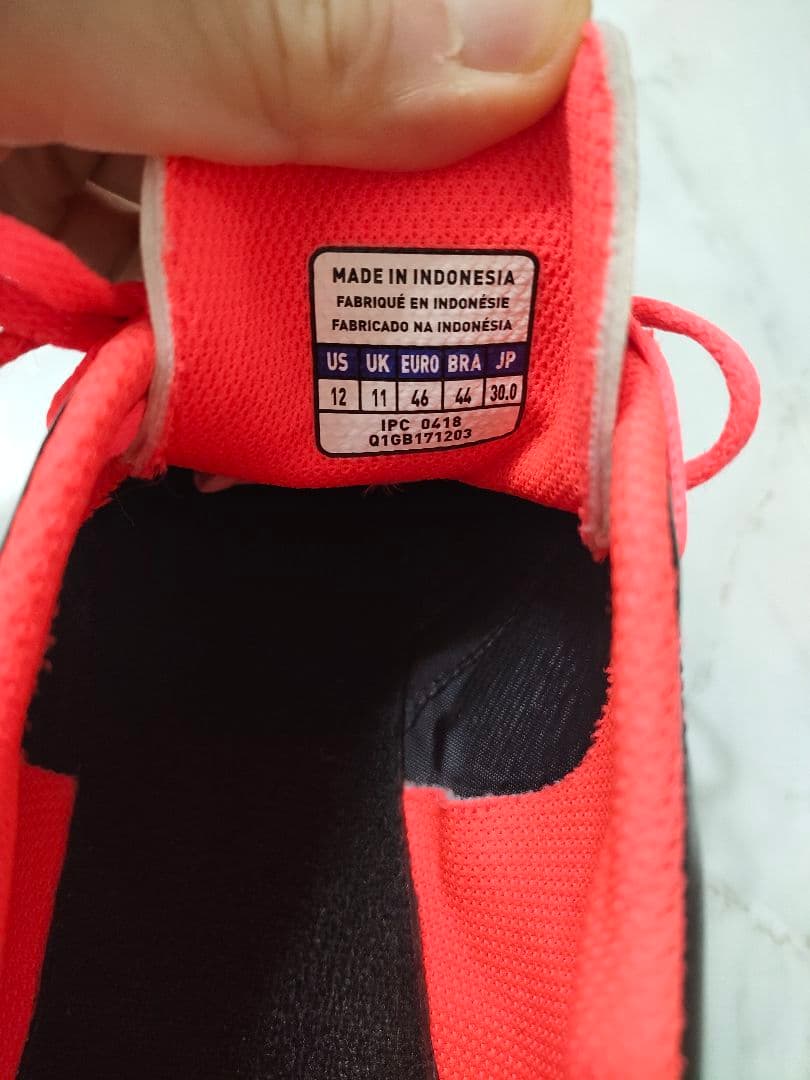 MADE IN INDONESIA
FABRIQUÉ EN INDONÉSIE
FABRICADO NA INDONÉSIA
US UK EURO BRA JP
12 11 46 44 30.0
IPC 0418
Q1GB171203